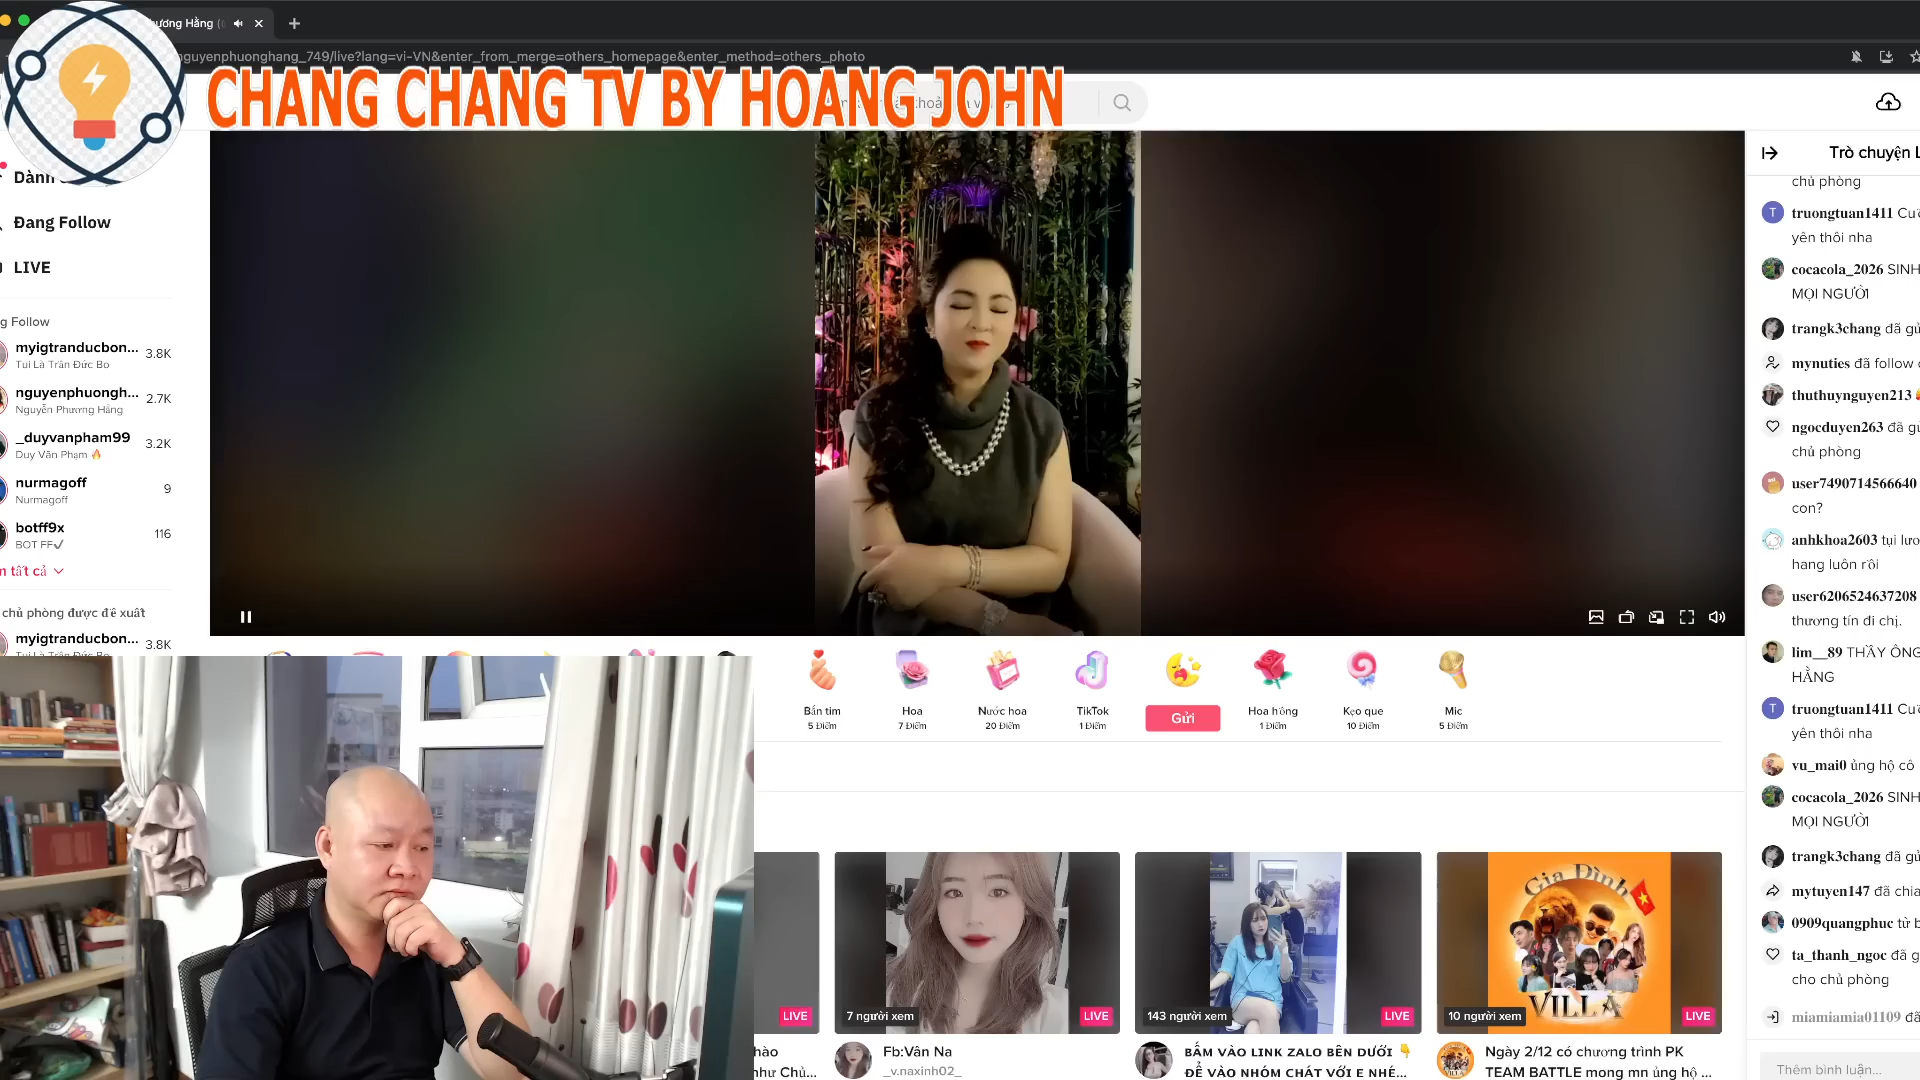 ương Hằng (
nguyenphuonghang_749/live?lang=vi-VN&enter_from_merge=others_homepage&enter_method=others_photo
CHANG CHANG TV BY HOANG JOHN
Dành
Đang Follow
LIVE
g Follow
myigtranducbon... 3.8K
Tui Là Trần Đức Bo
nguyenphuongh... 2.7K
Nguyễn Phương Hằng
_duyvanpham99 3.2K
Duy Văn Phạm 🔥
nurmagoff 9
Nurmagoff
botff9x 116
BOT FF✓
tất cả
chủ phòng được đề xuất
myigtranducbon... 3.8K
Tui Là Trần Đức Bo
Bắn tim
5 Điểm
Hoa
7 Điểm
Nước hoa
20 Điểm
TikTok
1 Điểm
Gửi
Hoa hồng
1 Điểm
Kẹo que
10 Điểm
Mic
5 Điểm
LIVE
hào
như Chủ...
7 người xem LIVE
Fb:Vân Na
_v.naxinh02_
143 người xem LIVE
BẤM VÀO LINK ZALO BÊN DƯỚI 👇
ĐỂ VÀO NHÓM CHÁT VỚI E NHÉ...
Gia Đình
VILLA
10 người xem LIVE
Ngày 2/12 có chương trình PK
TEAM BATTLE mong mn ủng hộ ...
Trò chuyện L
chủ phòng
T truongtuan1411
yên thôi nha
cocacola_2026 SINH
MỌI NGƯỜI
trangk3chang đã gử
mynuties đã follow c
thuthuynguyen213
ngocduyen263 đã gử
chủ phòng
user7490714566640
con?
anhkhoa2603 tụi lươ
hang luôn rồi
user6206524637208
thương tín đi chị.
lim__89 THẦY ÔNG
HẰNG
T truongtuan1411
yên thôi nha
vu_mai0 ủng hộ cô
cocacola_2026 SINH
MỌI NGƯỜI
trangk3chang đã gử
mytuyen147 đã chia
0909quangphuc từ b
ta_thanh_ngoc đã g
cho chủ phòng
miamiamia01109 đã
Thêm bình luận...